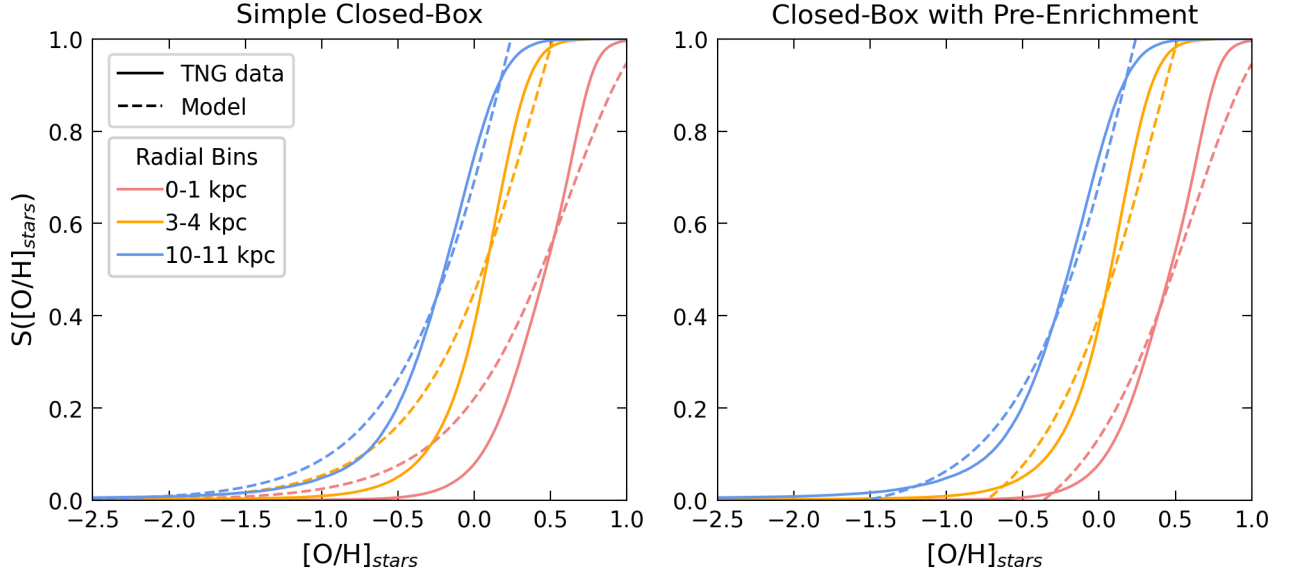 Simple Closed-Box
Closed-Box with Pre-Enrichment
S([O/H]stars)
1.0
0.8
0.6
0.4
0.2
0.0
TNG data
Model
Radial Bins
0-1 kpc
3-4 kpc
10-11 kpc
−2.5 −2.0 −1.5 −1.0 −0.5 0.0 0.5 1.0
[O/H]stars
1.0
0.8
0.6
0.4
0.2
0.0
−2.5 −2.0 −1.5 −1.0 −0.5 0.0 0.5 1.0
[O/H]stars